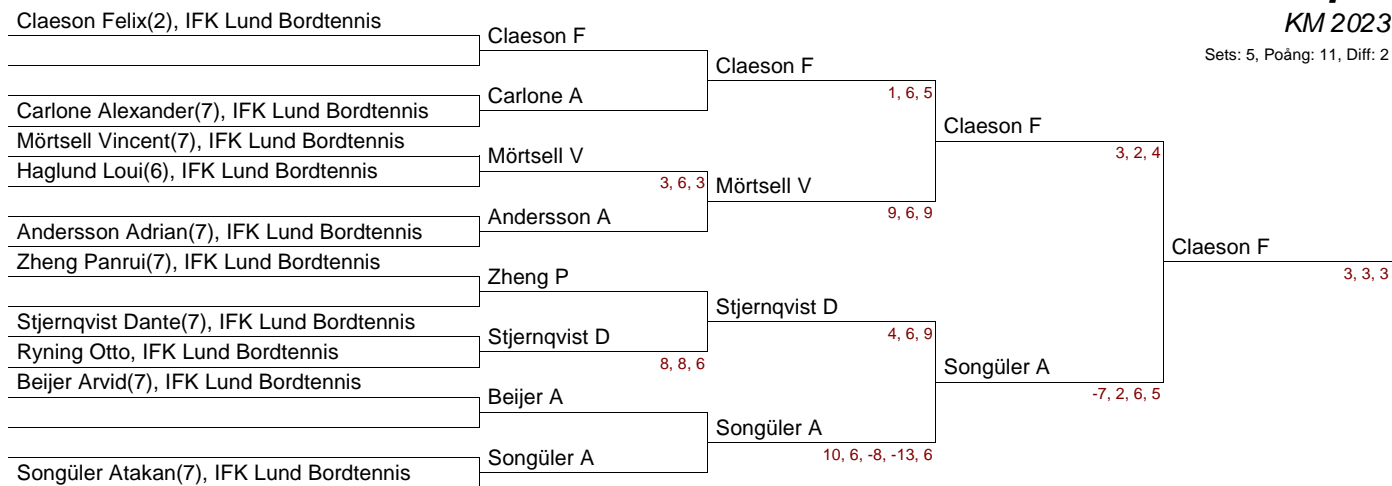 KM 2023
Sets: 5, Poång: 11, Diff: 2
Claeson Felix(2), IFK Lund Bordtennis
Carlone Alexander(7), IFK Lund Bordtennis
Mörtsell Vincent(7), IFK Lund Bordtennis
Haglund Loui(6), IFK Lund Bordtennis
Andersson Adrian(7), IFK Lund Bordtennis
Zheng Panrui(7), IFK Lund Bordtennis
Stjernqvist Dante(7), IFK Lund Bordtennis
Ryning Otto, IFK Lund Bordtennis
Beijer Arvid(7), IFK Lund Bordtennis
Songüler Atakan(7), IFK Lund Bordtennis
Claeson F
Carlone A
Mörtsell V
3, 6, 3
Andersson A
Zheng P
Stjernqvist D
8, 8, 6
Beijer A
Songüler A
Claeson F
1, 6, 5
Mörtsell V
9, 6, 9
Stjernqvist D
4, 6, 9
Songüler A
10, 6, -8, -13, 6
Claeson F
3, 2, 4
Songüler A
-7, 2, 6, 5
Claeson F
3, 3, 3